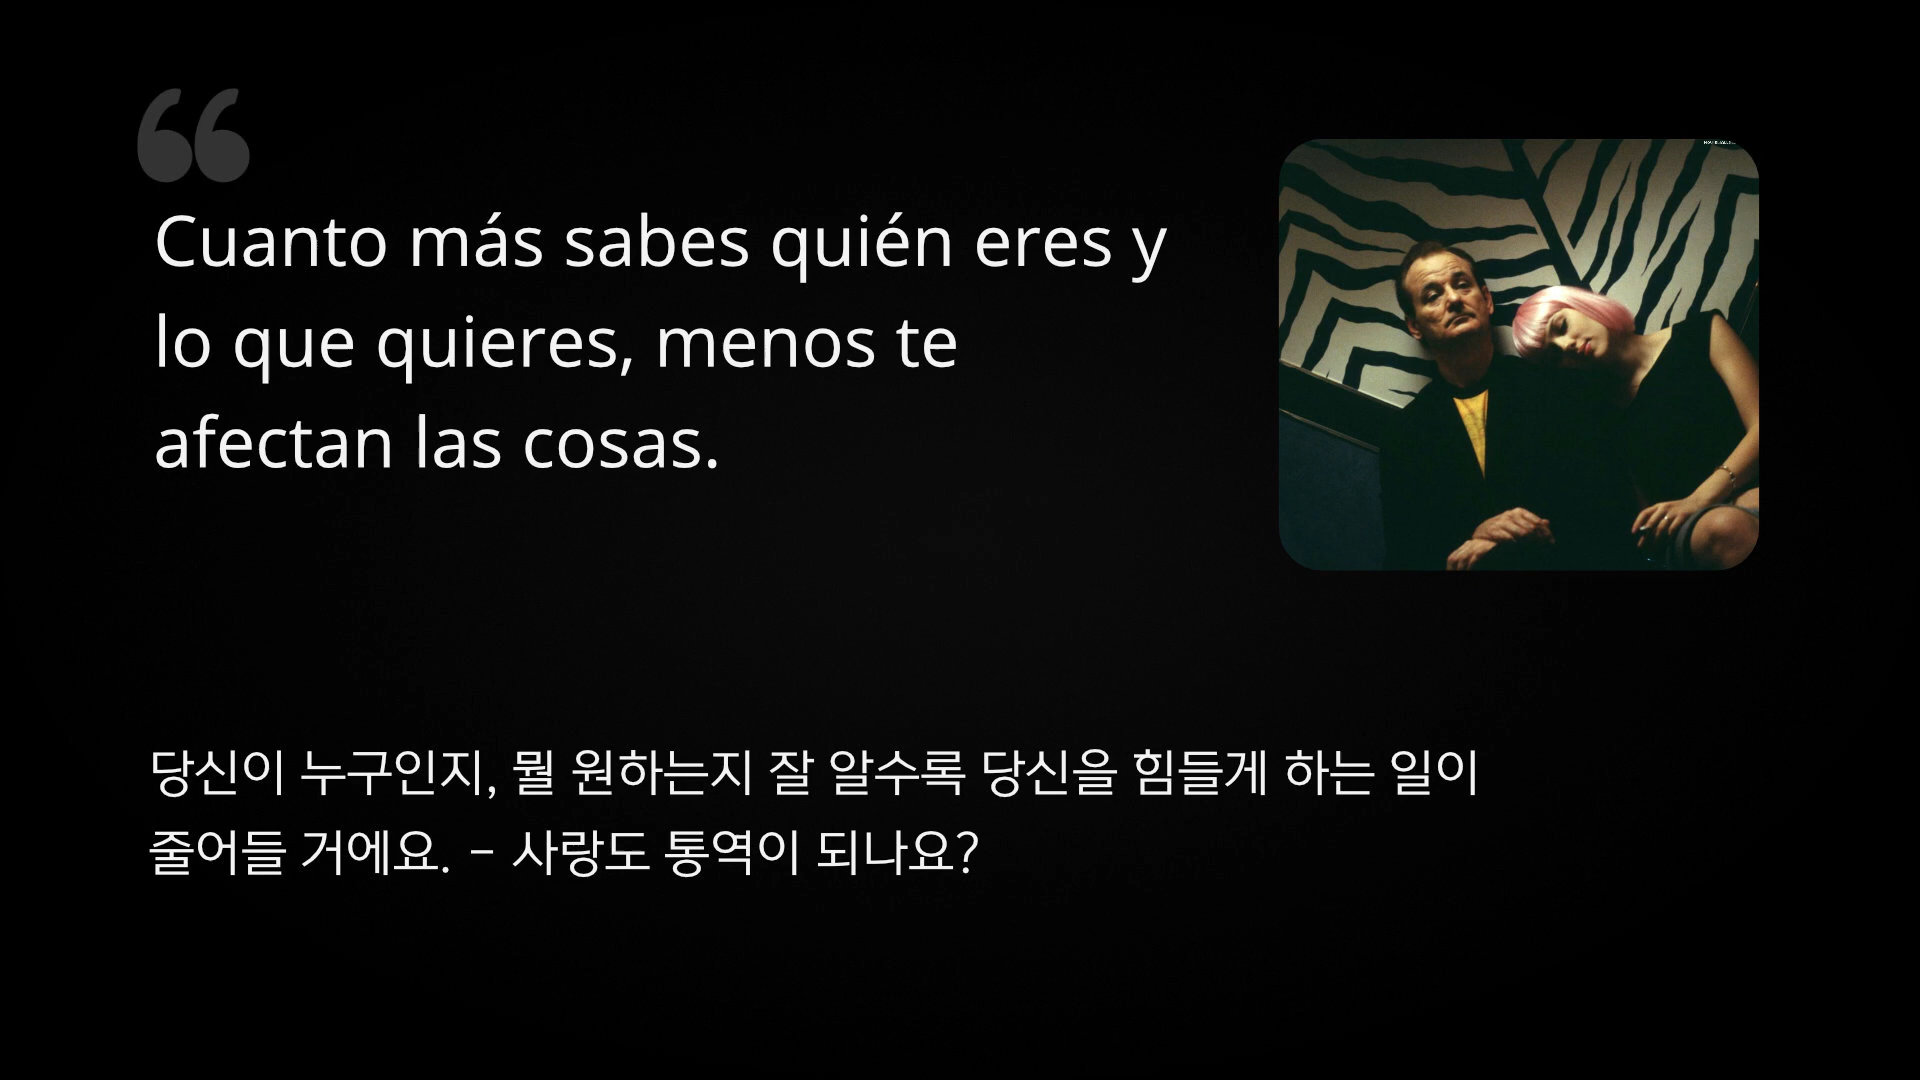 “
Cuanto más sabes quién eres y
lo que quieres, menos te
afectan las cosas.
당신이 누구인지, 뭘 원하는지 잘 알수록 당신을 힘들게 하는 일이
줄어들 거에요. – 사랑도 통역이 되나요?